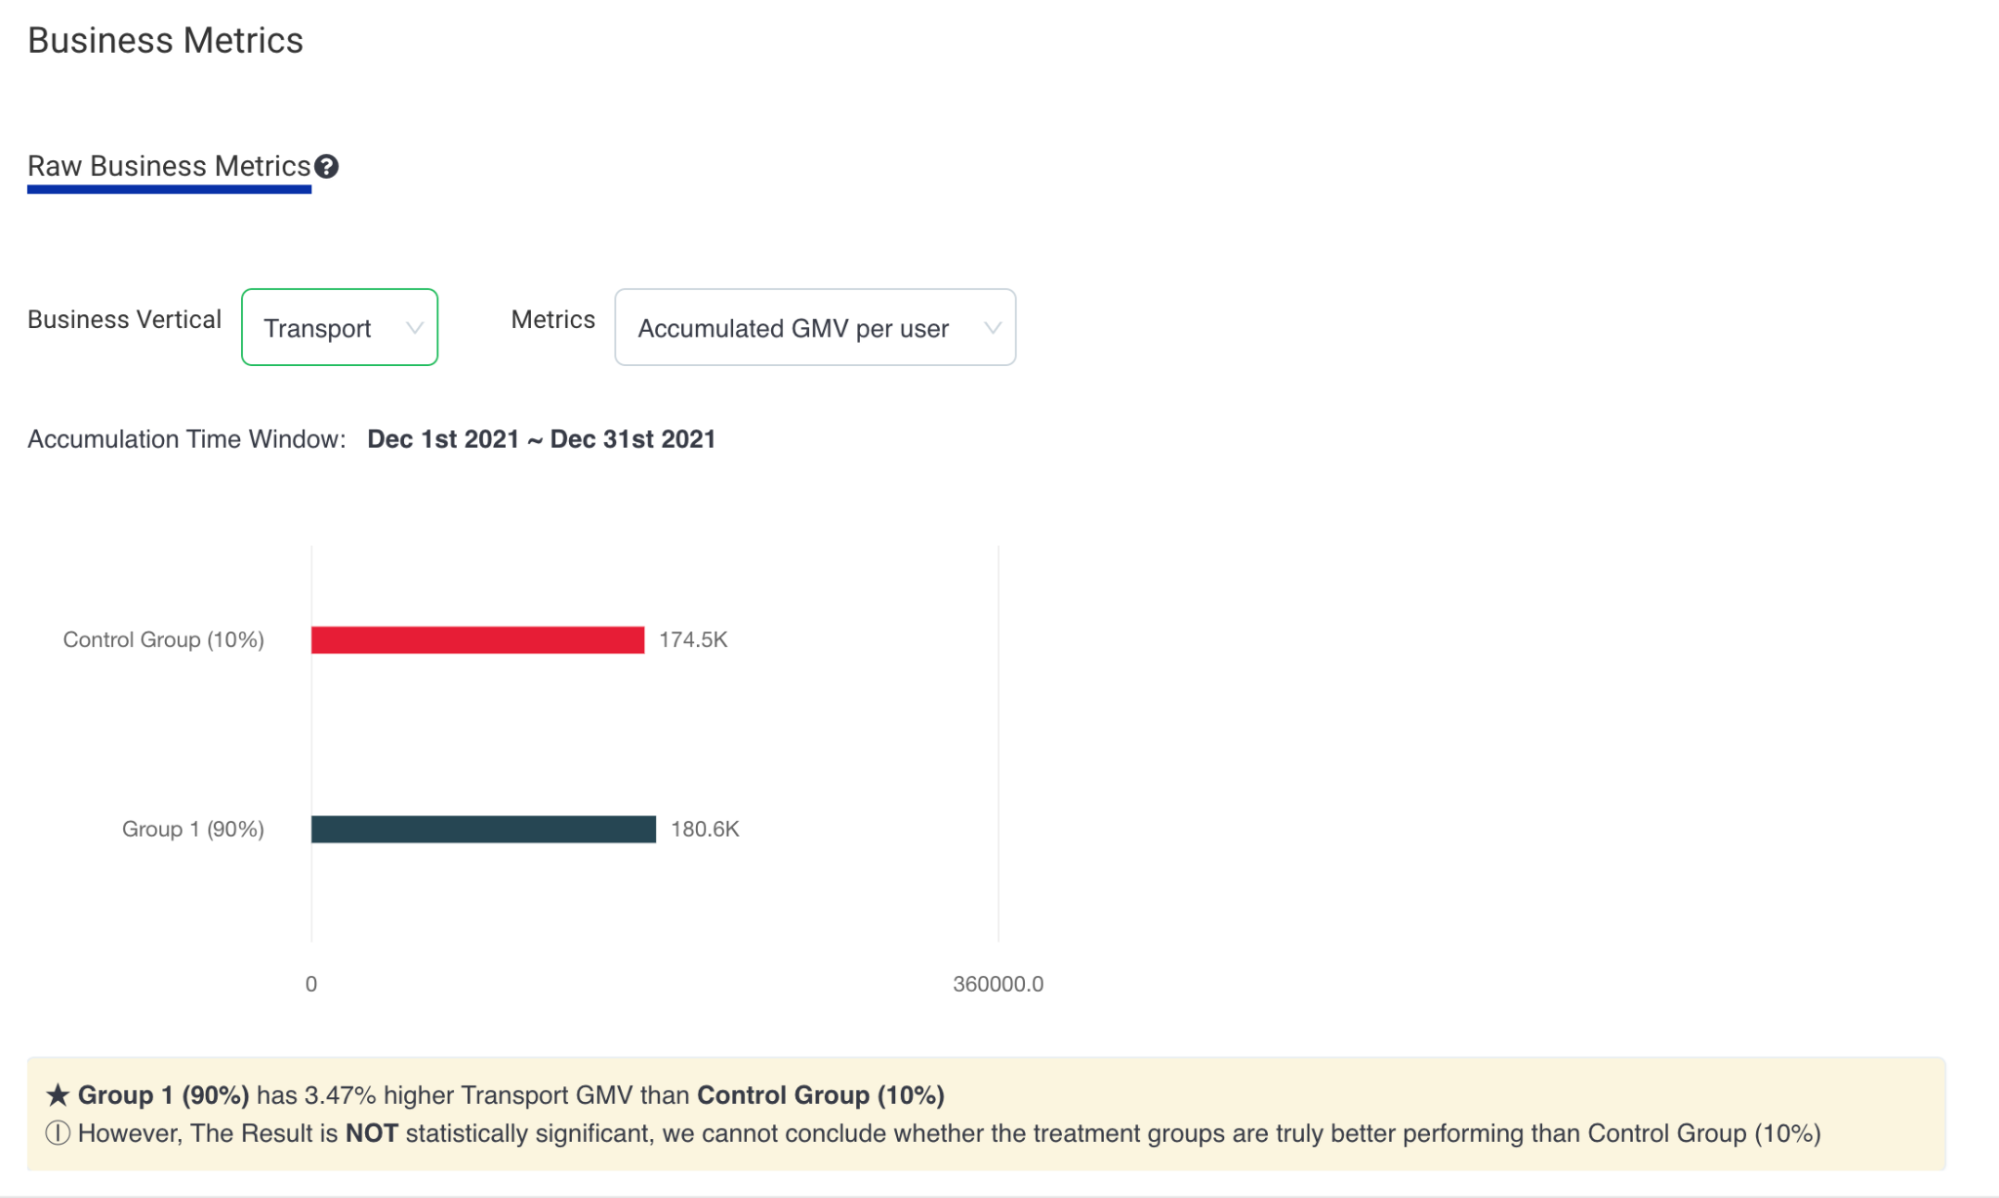 Business Metrics
Raw Business Metrics?
Business Vertical Transport Metrics Accumulated GMV per user
Accumulation Time Window: Dec 1st 2021 ~ Dec 31st 2021
Control Group (10%) 174.5K
Group 1 (90%) 180.6K
0 360000.0
★ Group 1 (90%) has 3.47% higher Transport GMV than Control Group (10%)
However, The Result is NOT statistically significant, we cannot conclude whether the treatment groups are truly better performing than Control Group (10%)